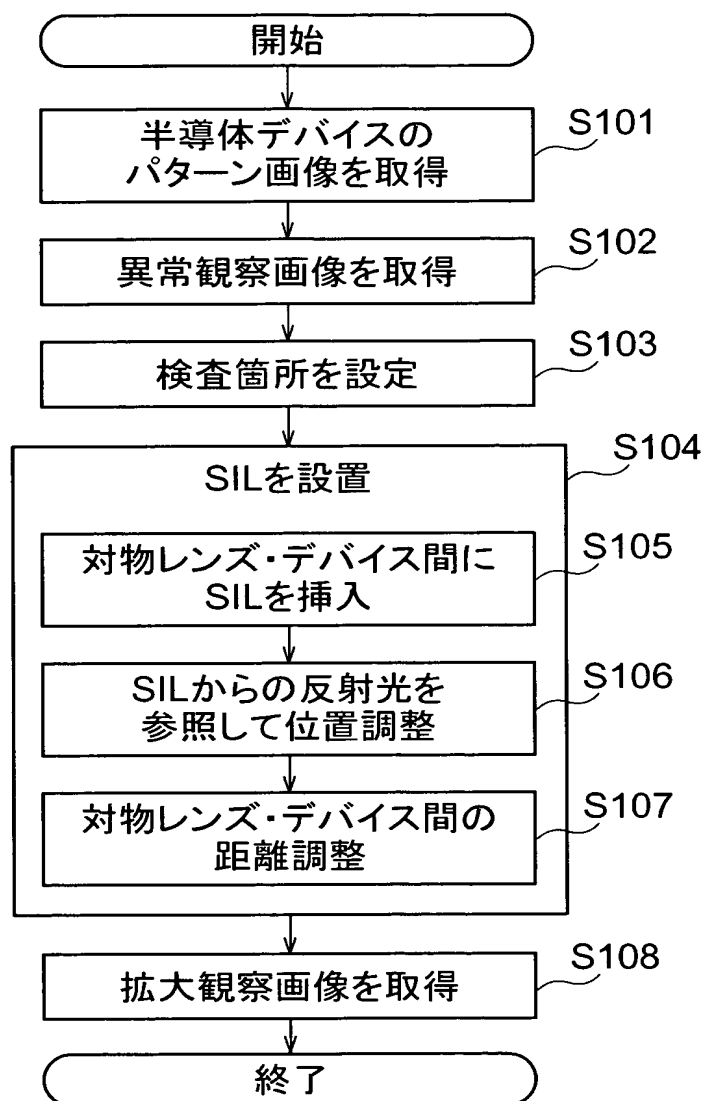 開始
S101
半導体デバイスの
パターン画像を取得
S102
異常観察画像を取得
S103
検査箇所を設定
S104
SILを設置
S105
対物レンズ・デバイス間に
SILを挿入
S106
SILからの反射光を
参照して位置調整
S107
対物レンズ・デバイス間の
距離調整
S108
拡大観察画像を取得
終了